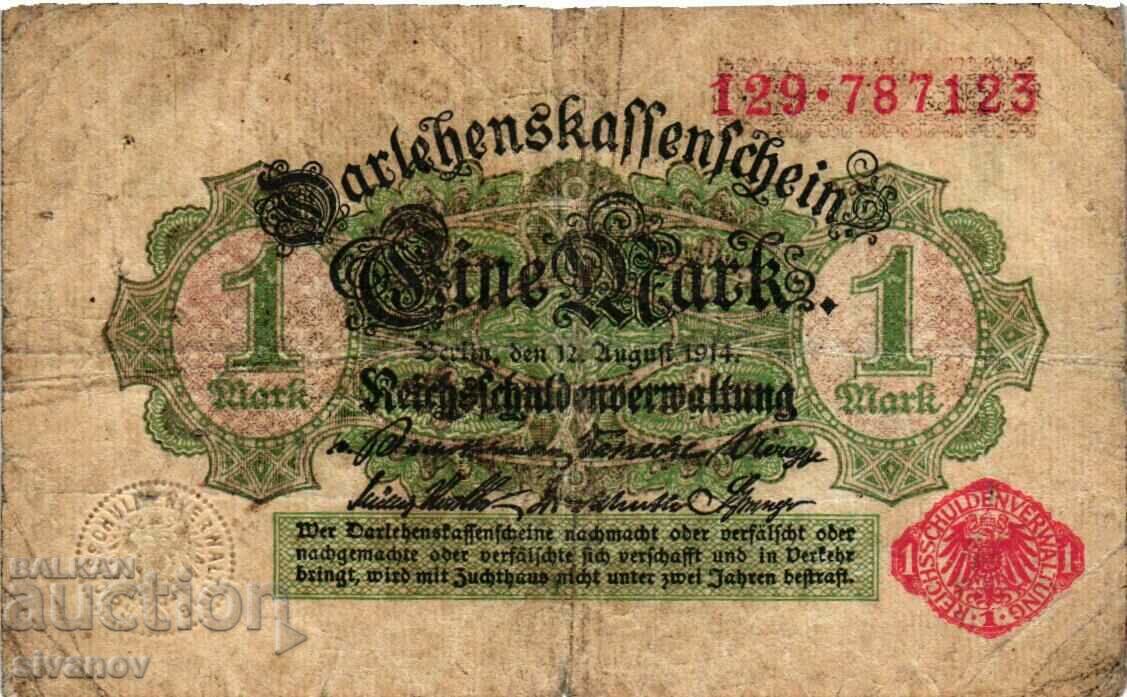 129·787123
Darlehenskassenschein
Eine Mark.
1 Mark
1 Mark
Berlin, den 12. August 1914.
Reichsschuldenverwaltung
Wer Darlehenskassenscheine nachmacht oder verfälscht oder
nachgemachte oder verfälschte sich verschafft und in Verkehr
bringt, wird mit Zuchthaus nicht unter zwei Jahren bestraft.
REICHSSCHULDENVERWALTUNG
1 1
·1·
BALKAN
auction
sivanov